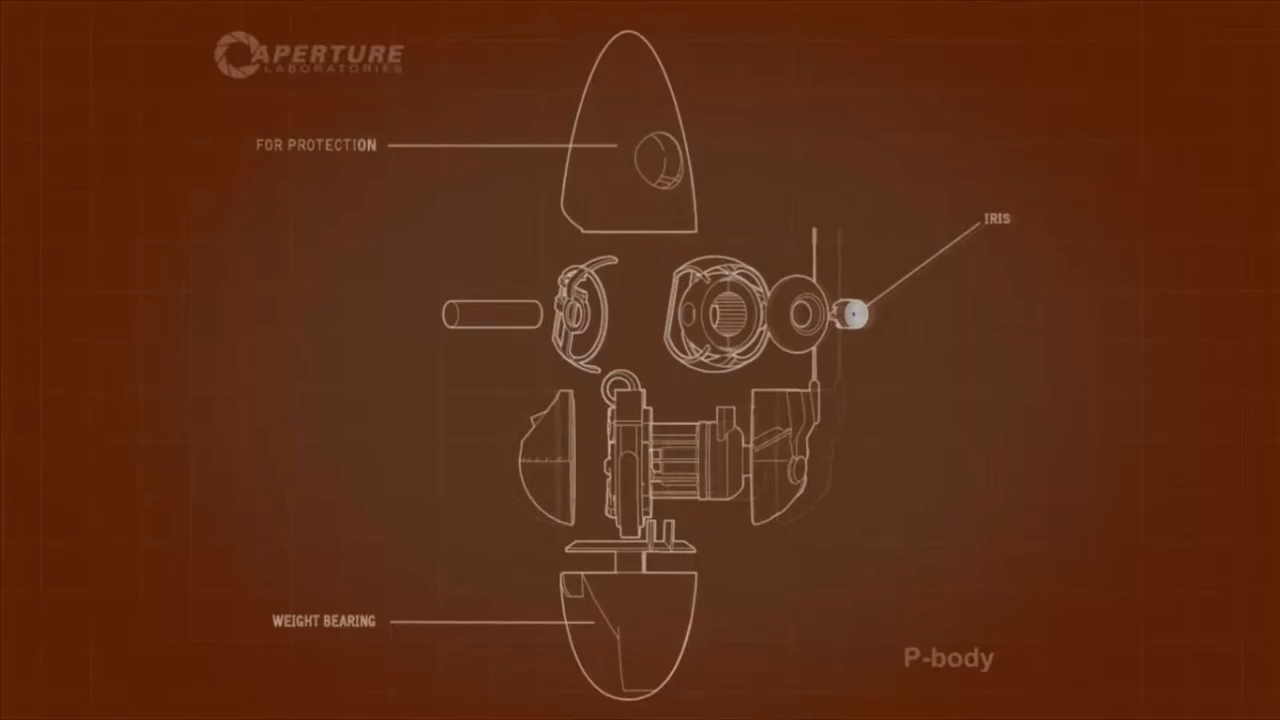 APERTURE
LABORATORIES
FOR PROTECTION
IRIS
WEIGHT BEARING
P-body